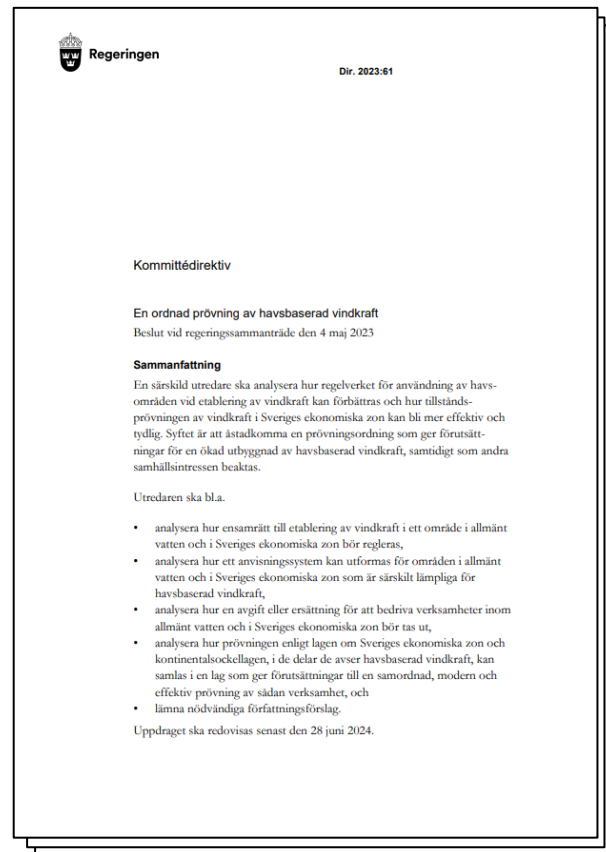 Regeringen
Dir. 2023:61
Kommittédirektiv
En ordnad prövning av havsbaserad vindkraft
Beslut vid regeringssammanträde den 4 maj 2023
Sammanfattning
En särskild utredare ska analysera hur regelverket för användning av havs-
områden vid etablering av vindkraft kan förbättras och hur tillstånds-
prövningen av vindkraft i Sveriges ekonomiska zon kan bli mer effektiv och
tydlig. Syftet är att åstadkomma en prövningsordning som ger förutsätt-
ningar för en ökad utbyggnad av havsbaserad vindkraft, samtidigt som andra
samhällsintressen beaktas.
Utredaren ska bl.a.
• analysera hur ensamrätt till etablering av vindkraft i ett område i allmänt
vatten och i Sveriges ekonomiska zon bör regleras,
• analysera hur ett anvisningssystem kan utformas för områden i allmänt
vatten och i Sveriges ekonomiska zon som är särskilt lämpliga för
havsbaserad vindkraft,
• analysera hur en avgift eller ersättning för att bedriva verksamheter inom
allmänt vatten och i Sveriges ekonomiska zon bör tas ut,
• analysera hur prövningen enligt lagen om Sveriges ekonomiska zon och
kontinentalsockellagen, i de delar de avser havsbaserad vindkraft, kan
samlas i en lag som ger förutsättningar till en samordnad, modern och
effektiv prövning av sådan verksamhet, och
• lämna nödvändiga författningsförslag.
Uppdraget ska redovisas senast den 28 juni 2024.